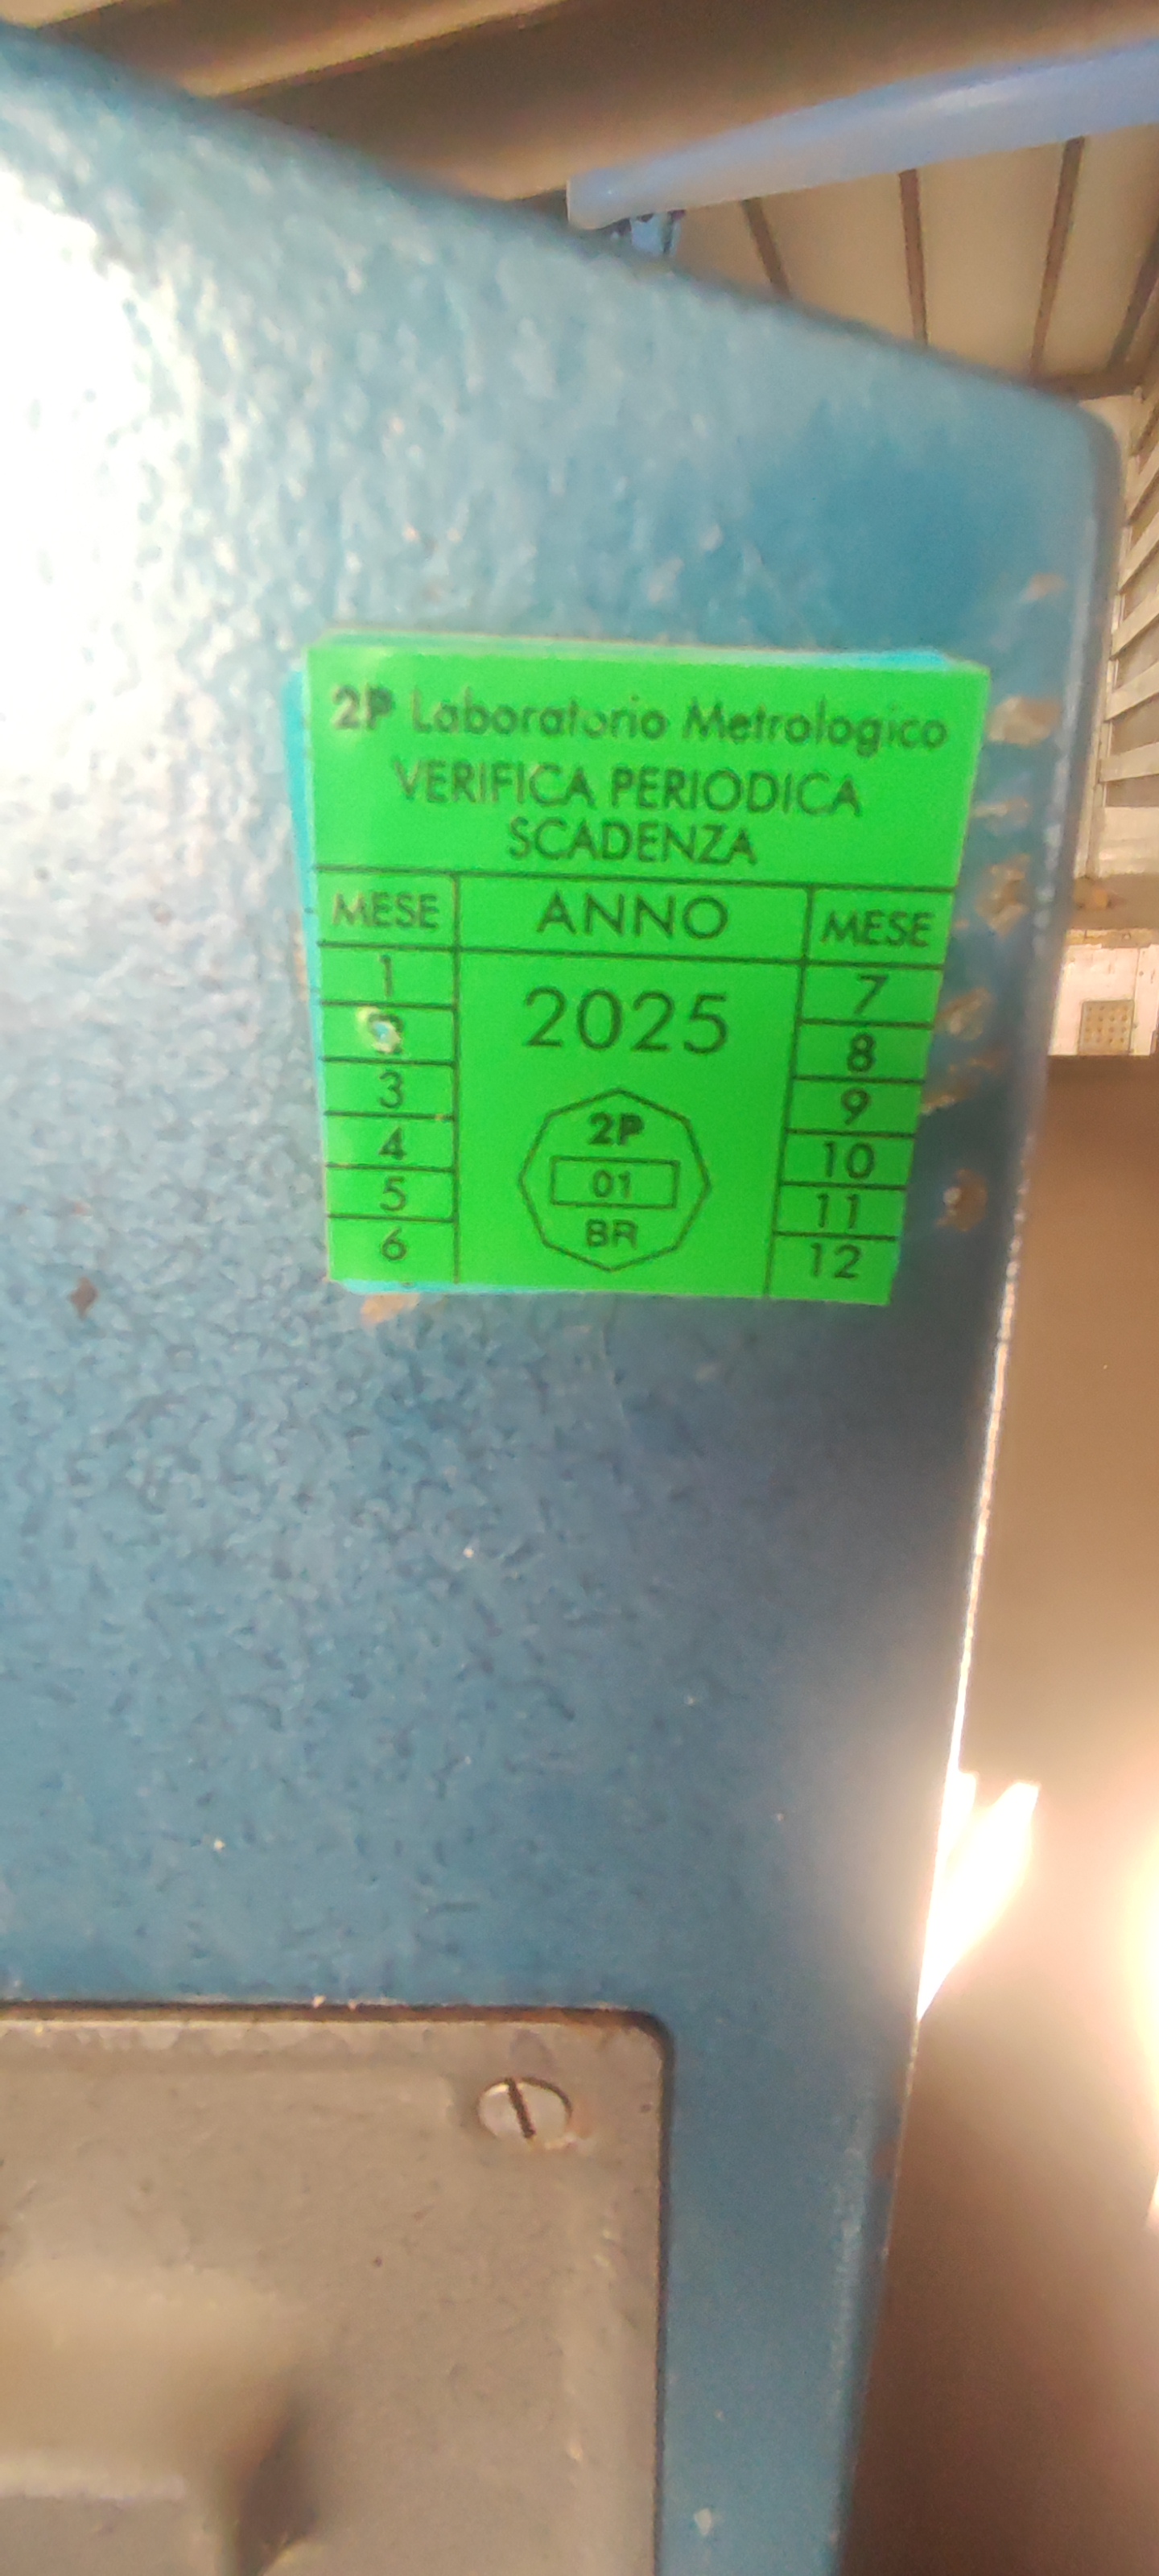 2P Laboratorio Metrologico
VERIFICA PERIODICA
SCADENZA
MESE ANNO MESE
1 2025 7
2 8
3 9
4 2P 10
5 01 11
6 BR 12